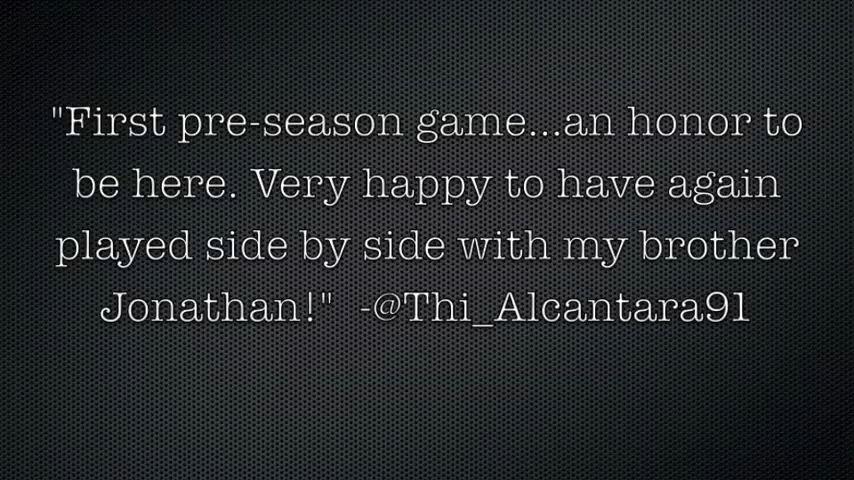 "First pre-season game...an honor to
be here. Very happy to have again
played side by side with my brother
Jonathan!"  -@Thi_Alcantara91